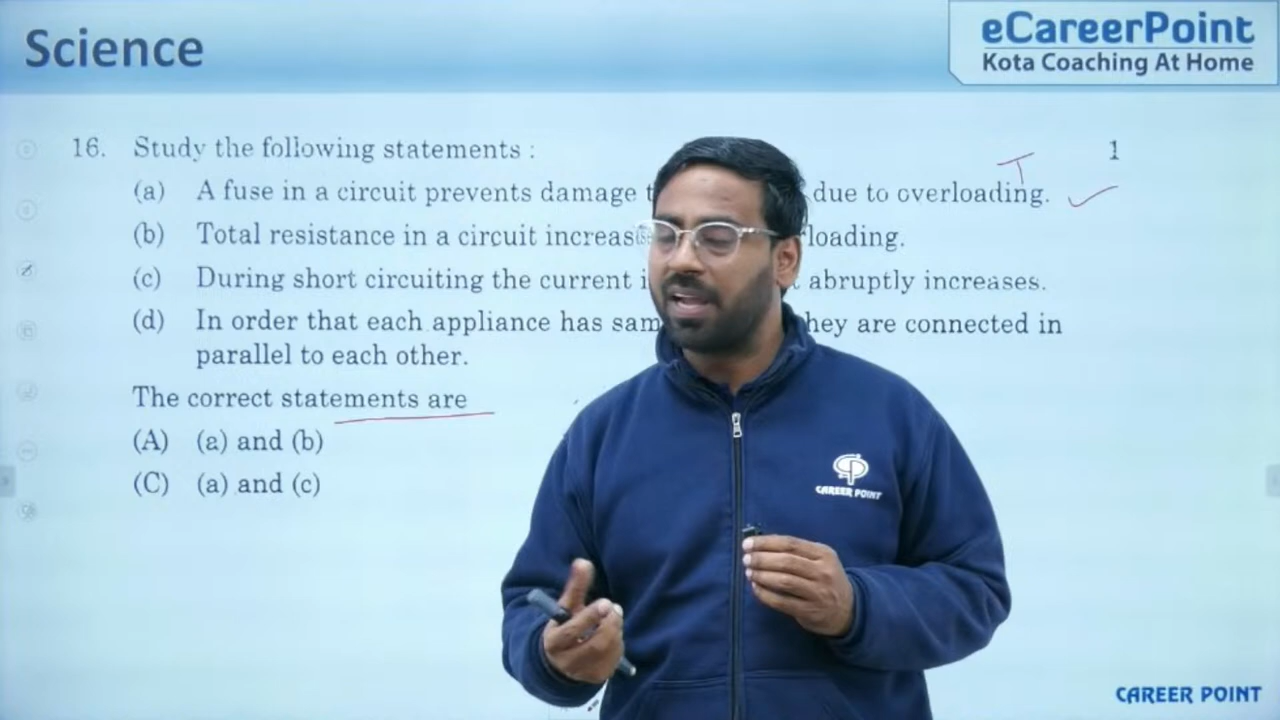 Science
eCareerPoint
Kota Coaching At Home
16. Study the following statements : 1
T
(a) A fuse in a circuit prevents damage due to overloading.
(b) Total resistance in a circuit
(c) During short circuiting the current abruptly increases.
(d) In order that each appliance has they are connected in
parallel to each other.
The correct statements are
(A) (a) and (b)
(C) (a) and (c)
CAREER POINT
CAREER POINT